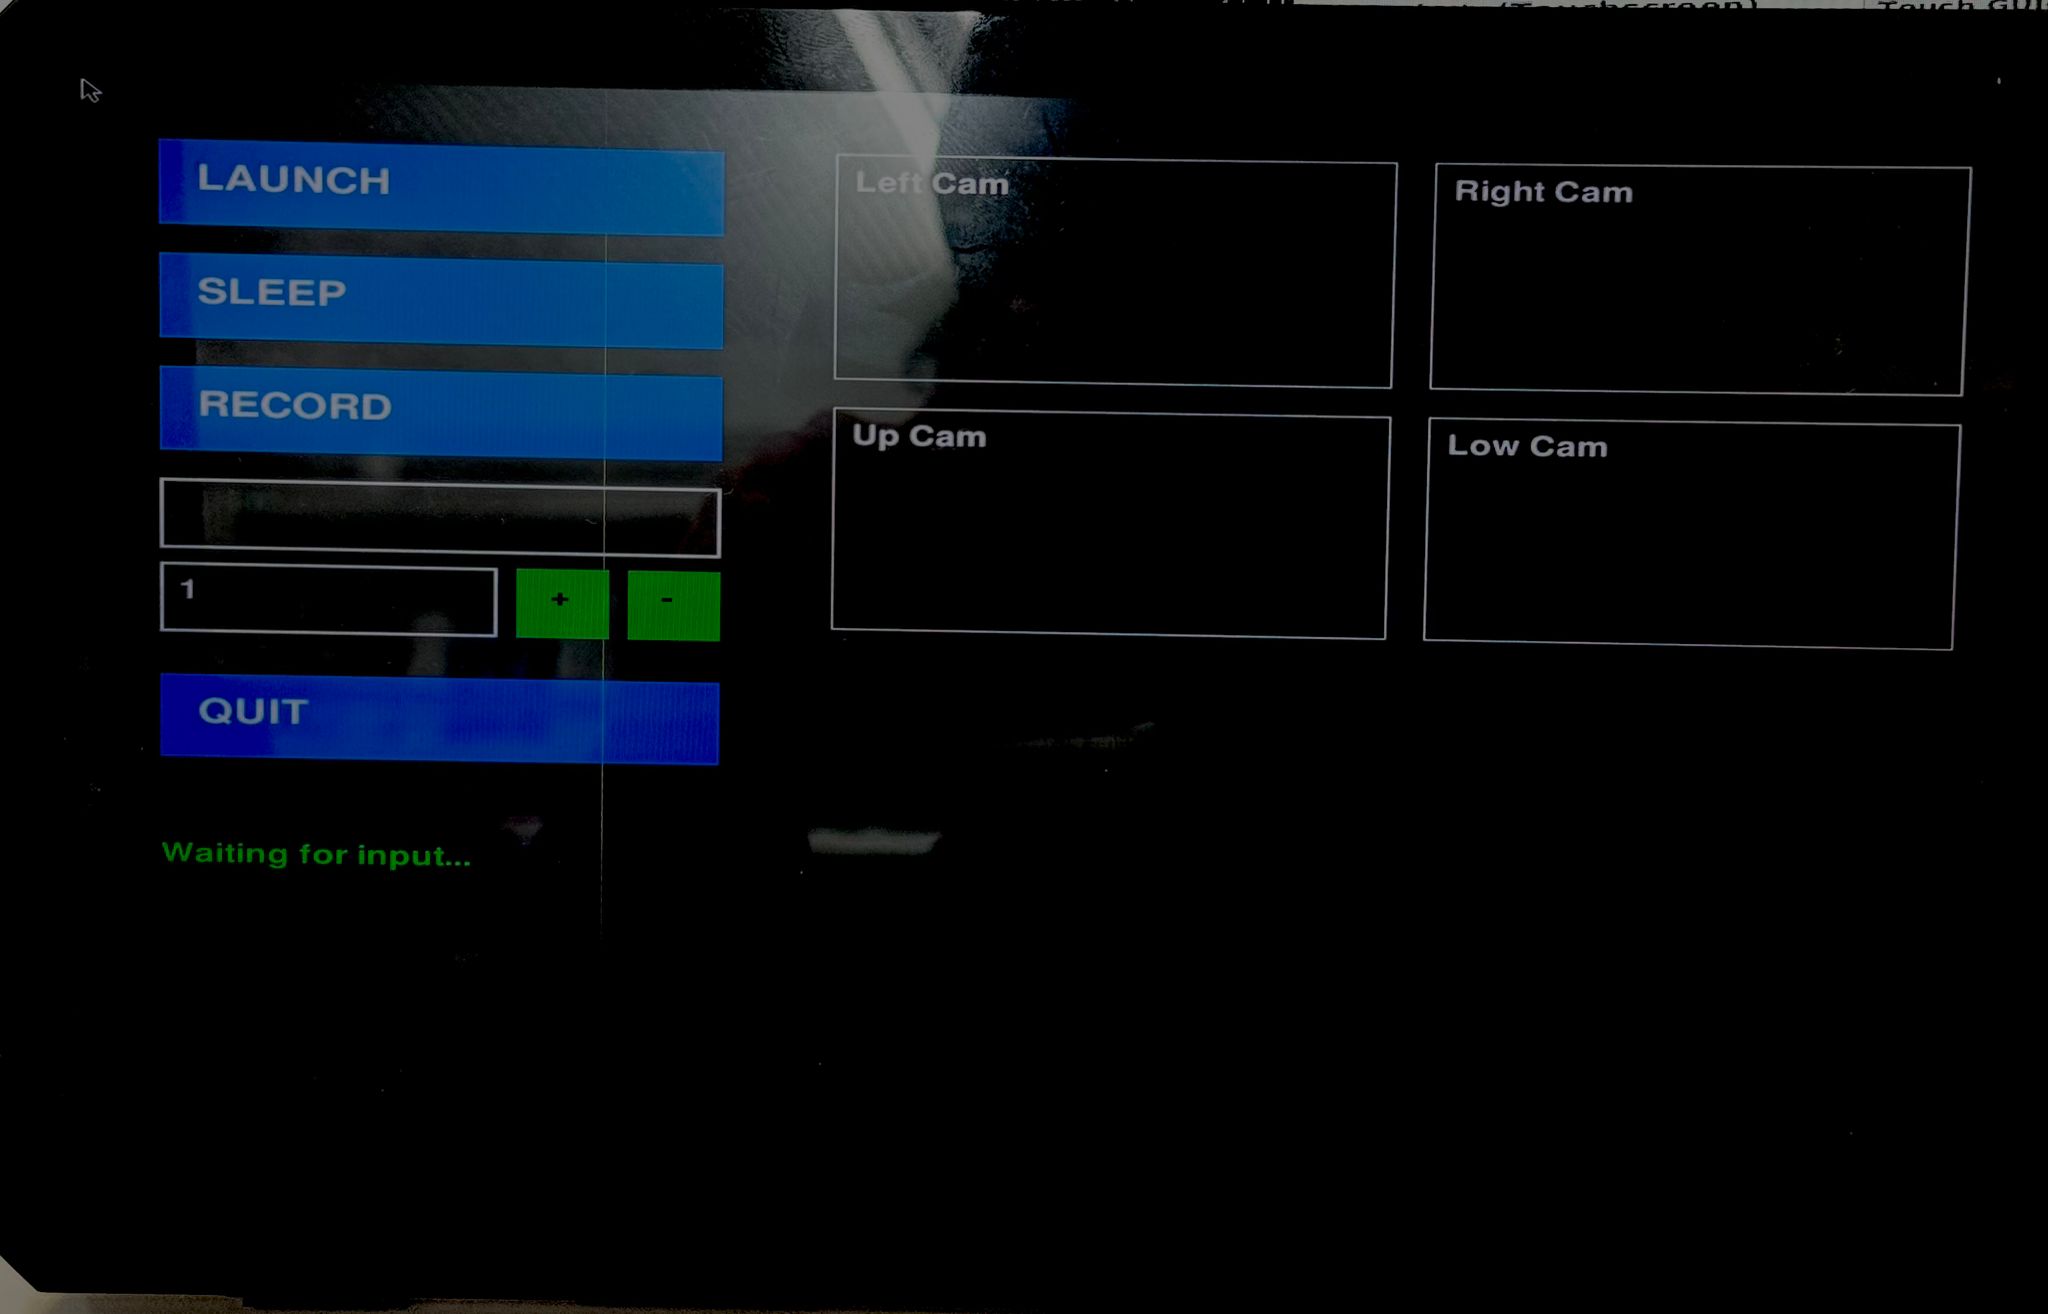 LAUNCH
SLEEP
RECORD
1
+ -
QUIT
Waiting for input...
Left Cam
Right Cam
Up Cam
Low Cam